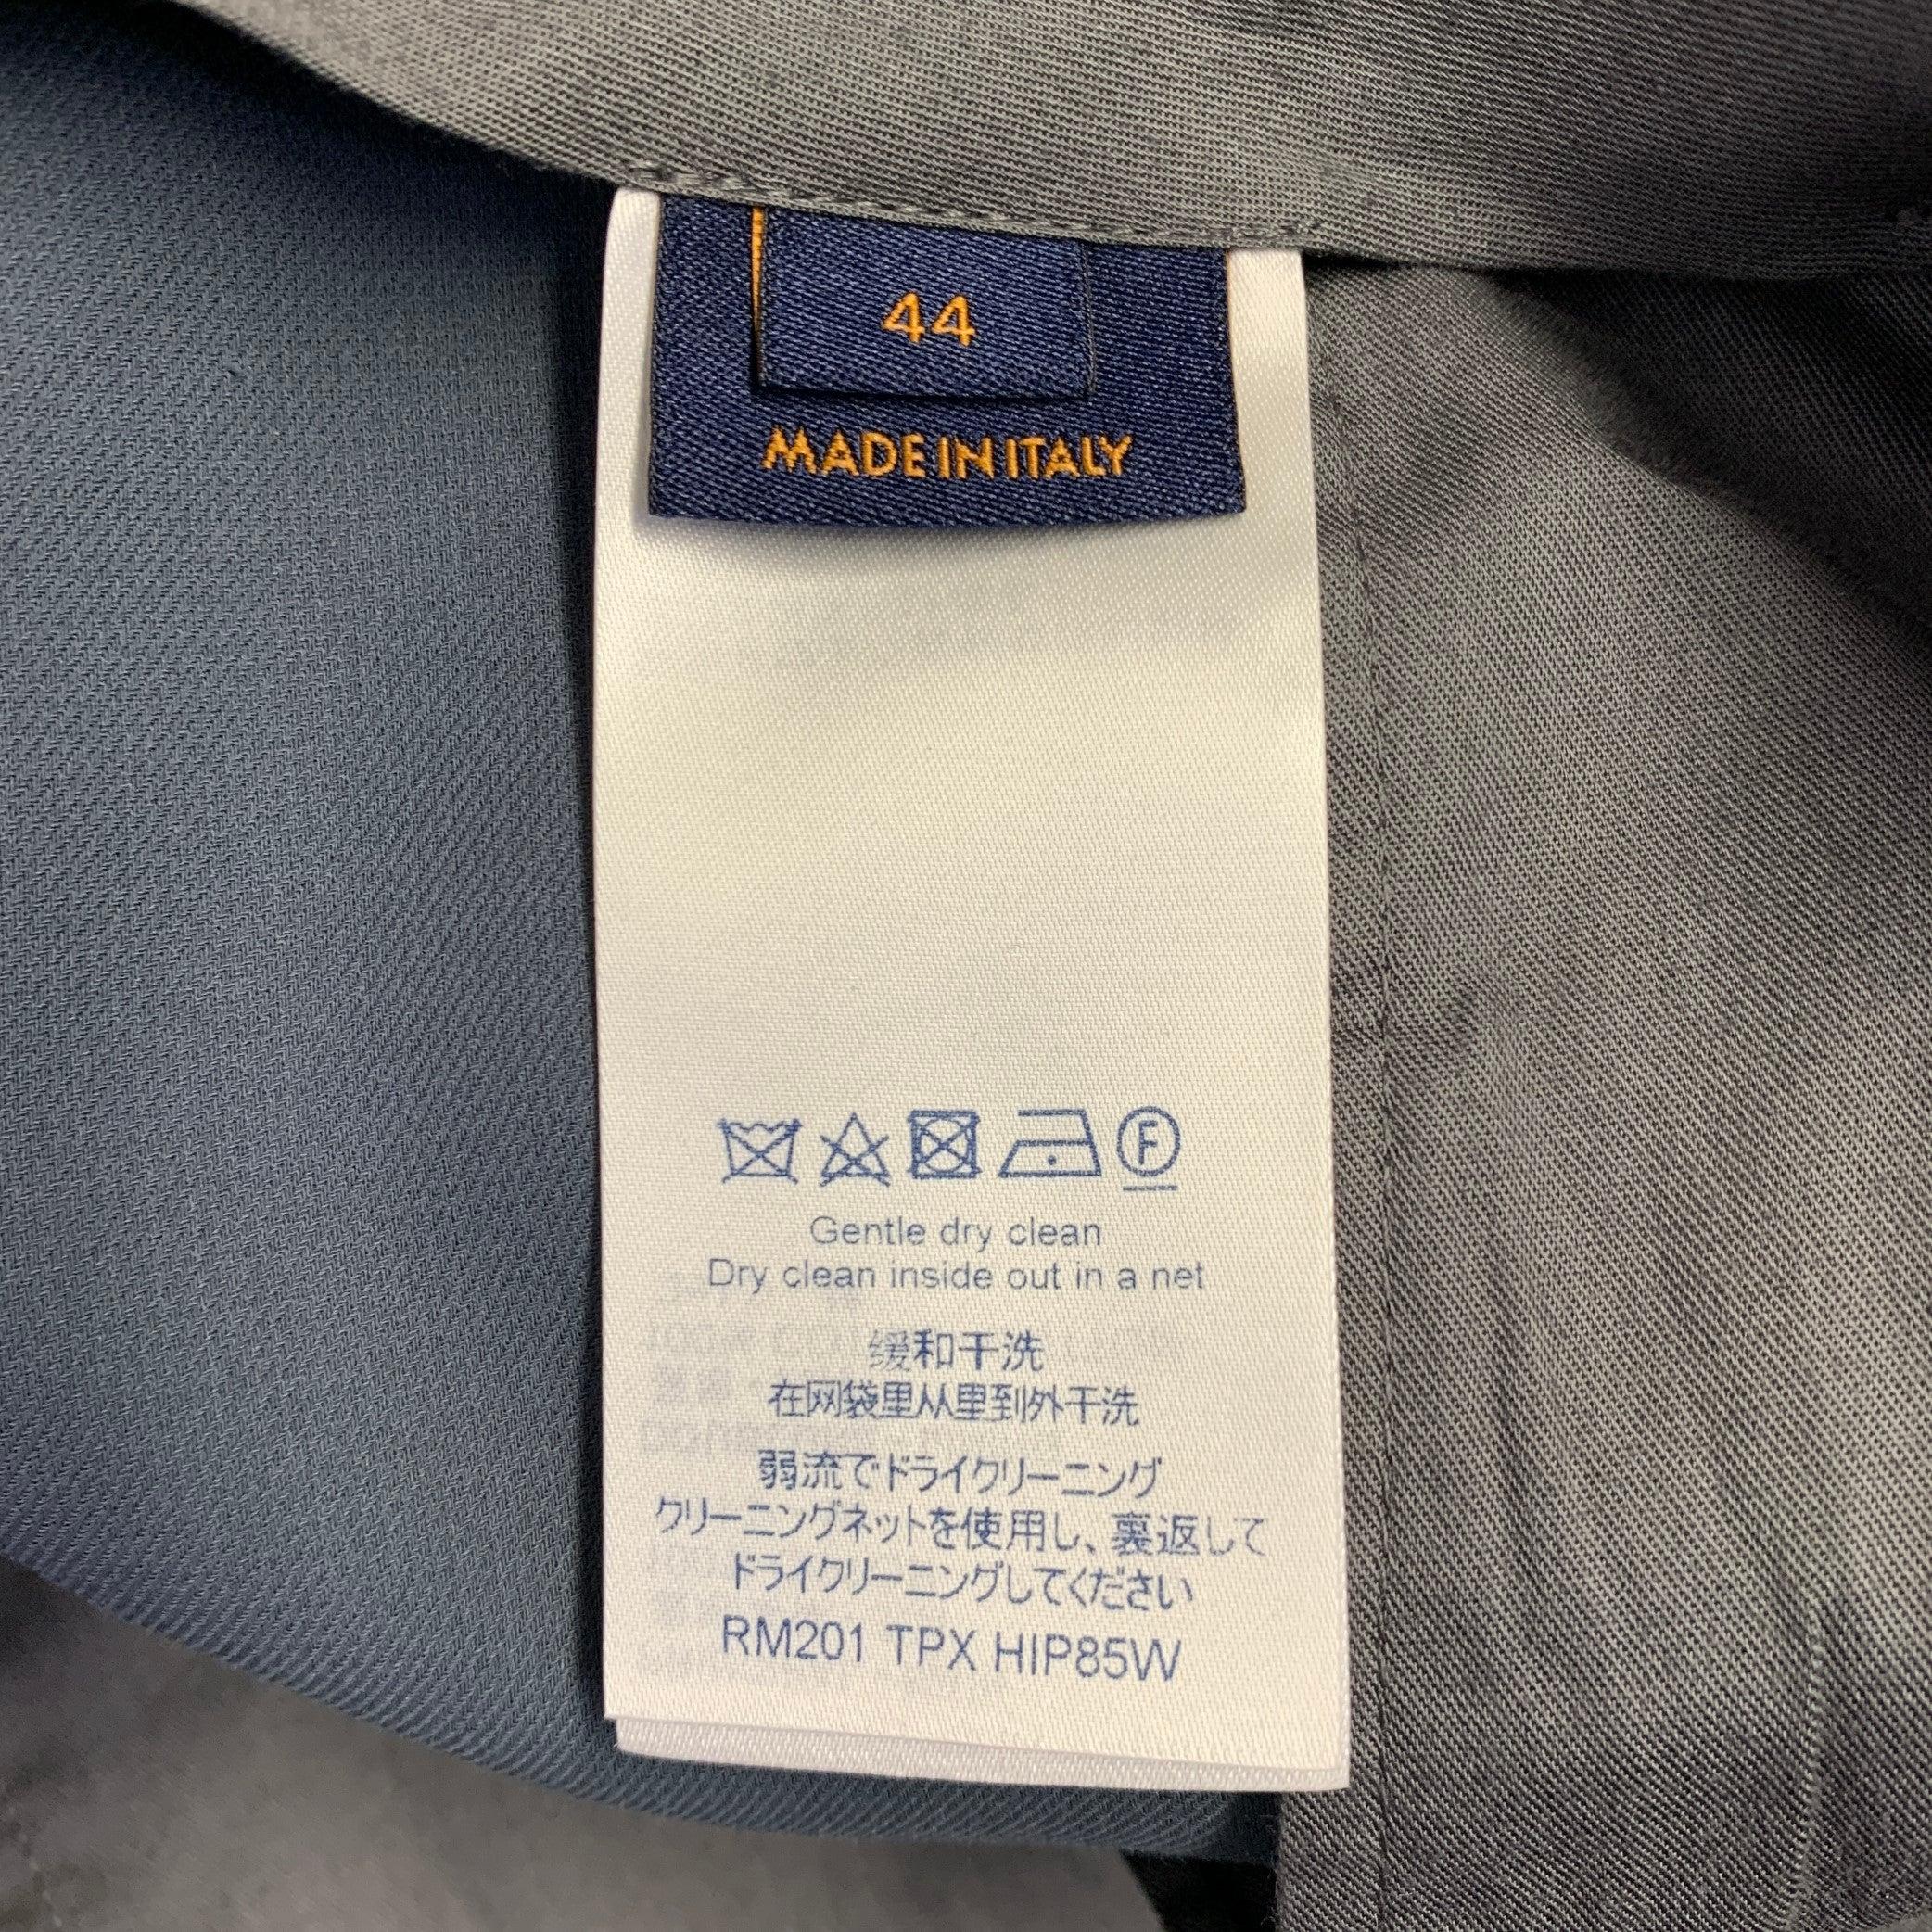 44
MADE IN ITALY
F
Gentle dry clean
Dry clean inside out in a net
缓和干洗
在网袋里从里到外干洗
弱流でドライクリーニング
クリーニングネットを使用し、裏返して
ドライクリーニングしてください
RM201 TPX HIP85W